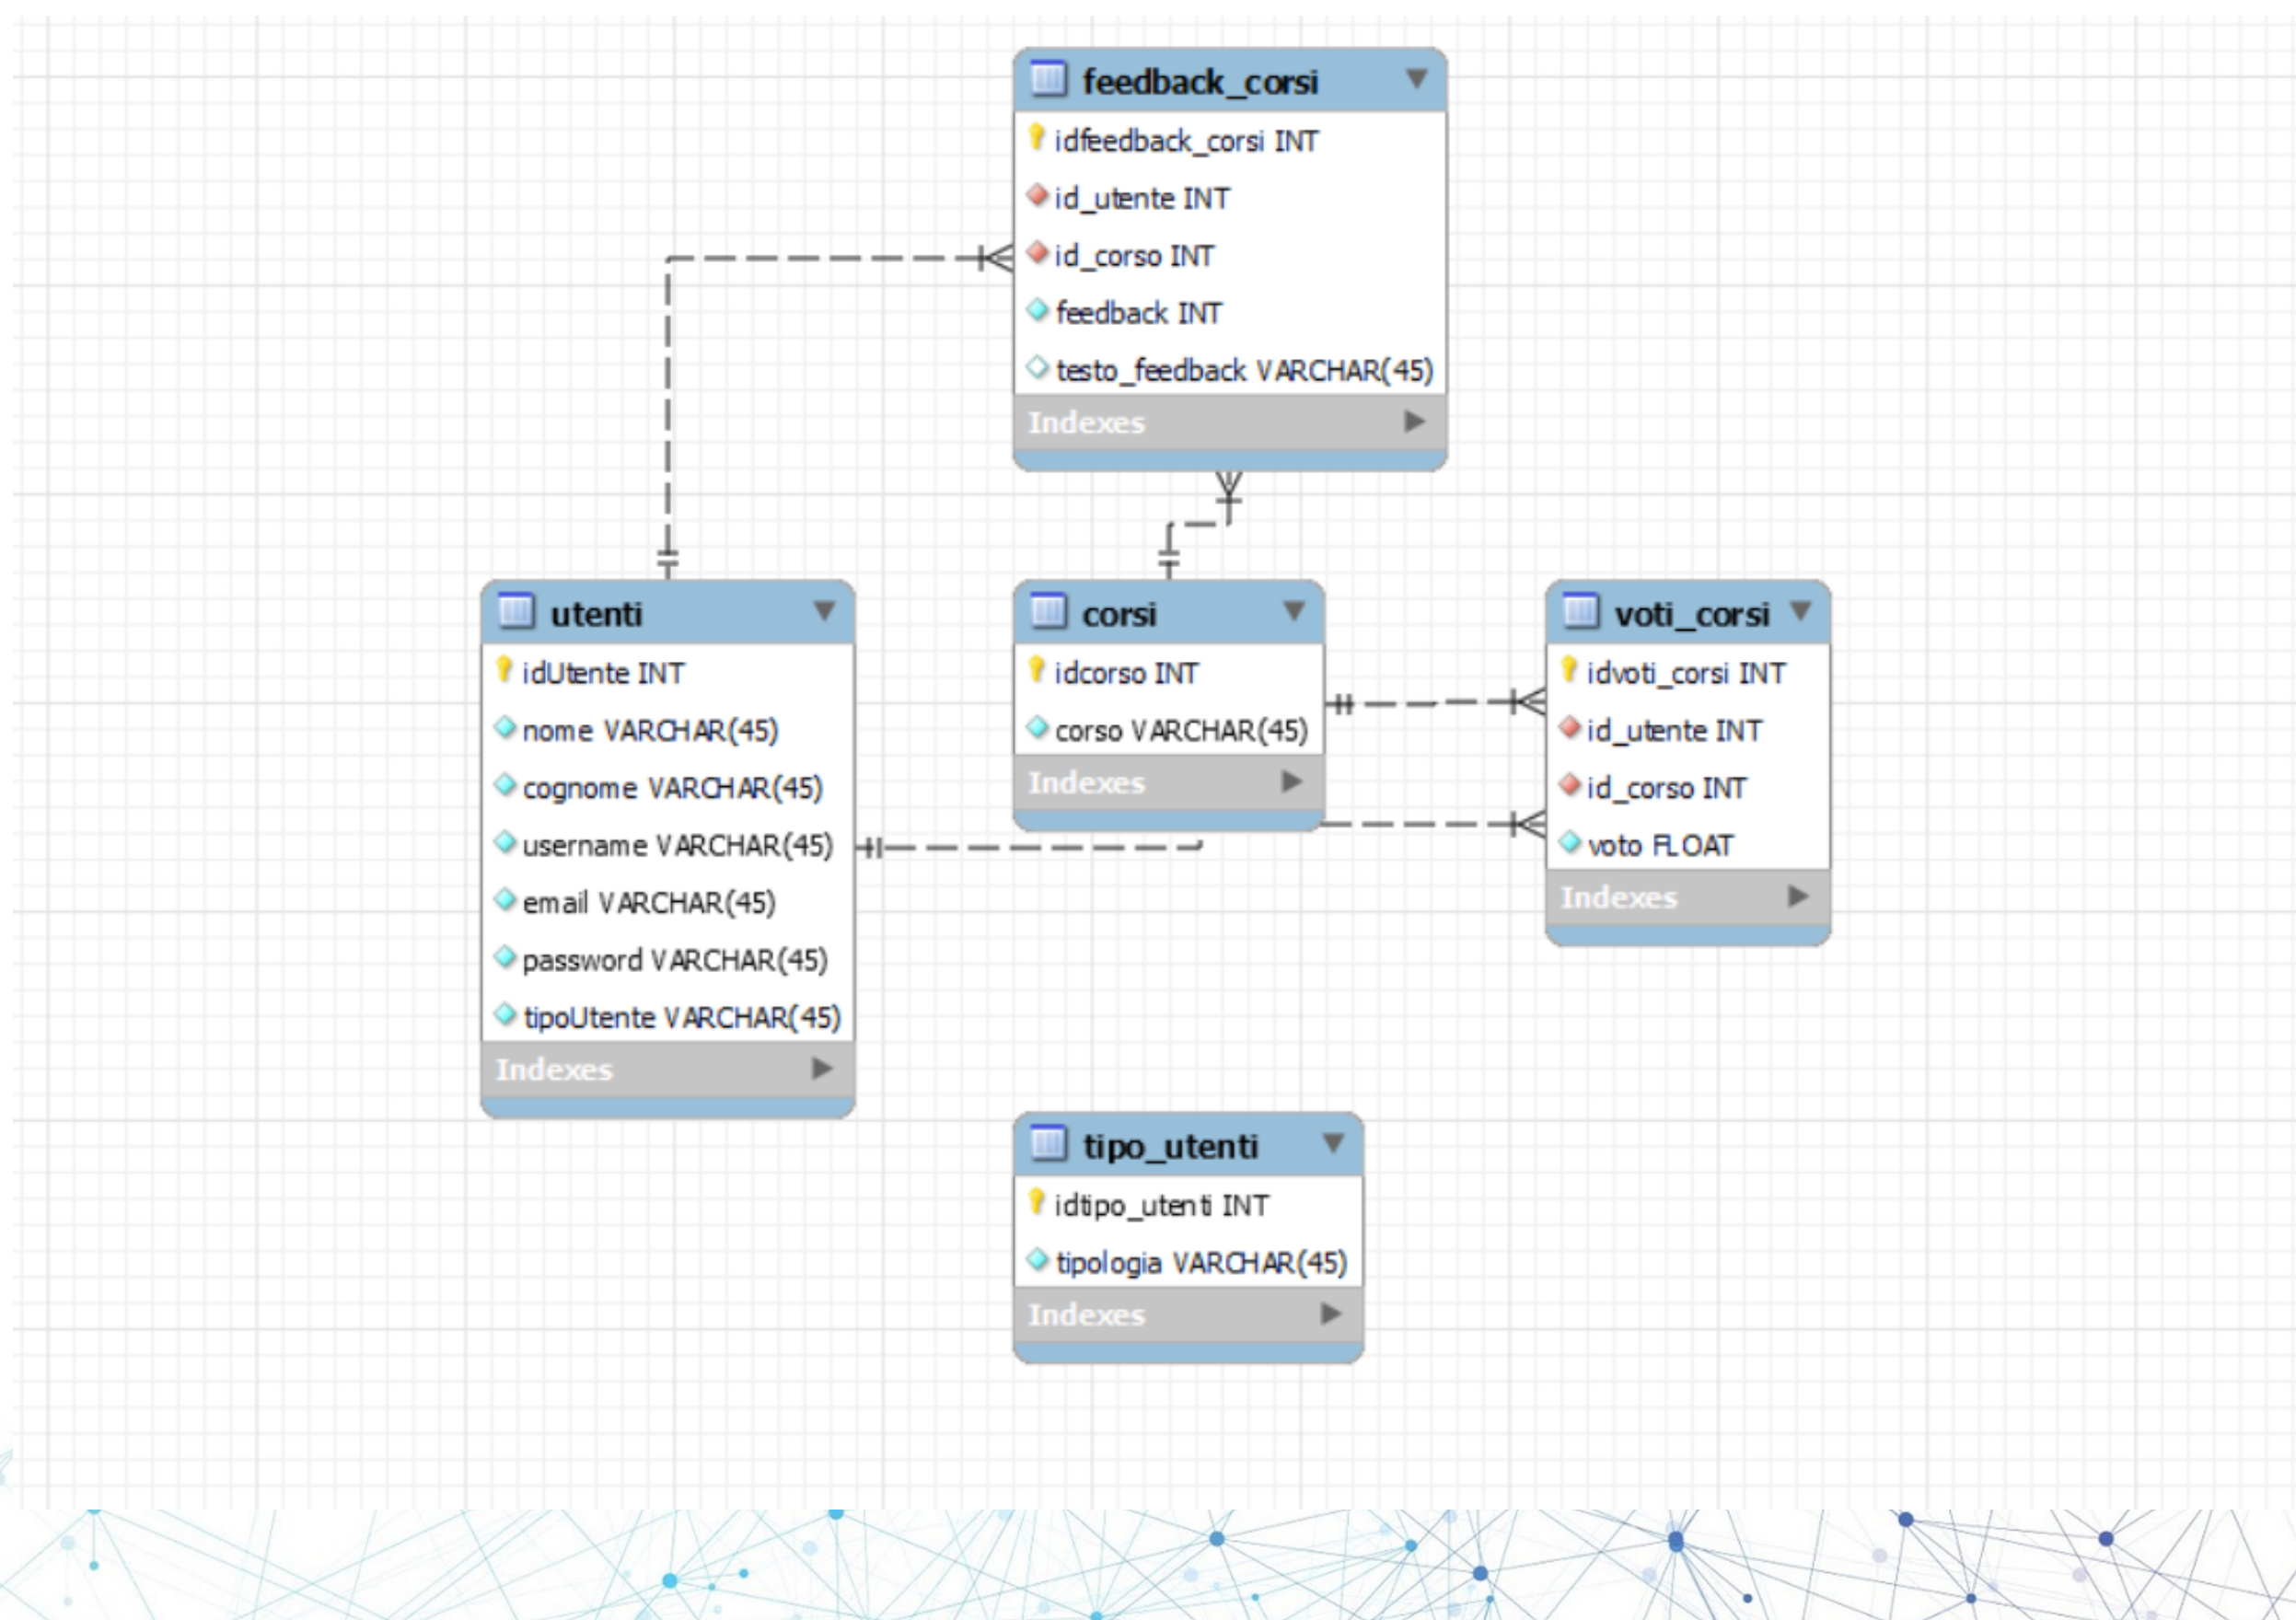 feedback_corsi
idfeedback_corsi INT
id_utente INT
id_corso INT
feedback INT
testo_feedback VARCHAR(45)
Indexes
utenti
idUtente INT
nome VARCHAR(45)
cognome VARCHAR(45)
username VARCHAR(45)
email VARCHAR(45)
password VARCHAR(45)
tipoUtente VARCHAR(45)
Indexes
corsi
idcorso INT
corso VARCHAR(45)
Indexes
voti_corsi
idvoti_corsi INT
id_utente INT
id_corso INT
voto FLOAT
Indexes
tipo_utenti
idtipo_utenti INT
tipologia VARCHAR(45)
Indexes